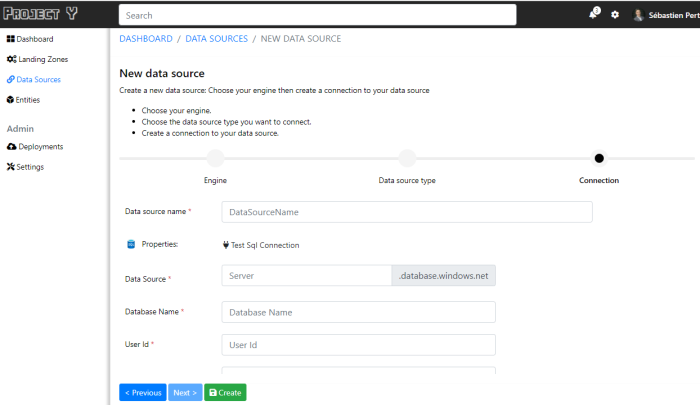 PROJECT Y
Search
2
Sébastien Pert
Dashboard
Landing Zones
Data Sources
Entities
Admin
Deployments
Settings
DASHBOARD / DATA SOURCES / NEW DATA SOURCE
New data source
Create a new data source: Choose your engine then create a connection to your data source
• Choose your engine.
• Choose the data source type you want to connect.
• Create a connection to your data source.
Engine
Data source type
Connection
Data source name *
DataSourceName
Properties:
Test Sql Connection
Data Source *
Server
.database.windows.net
Database Name *
Database Name
User Id *
User Id
< Previous
Next >
Create